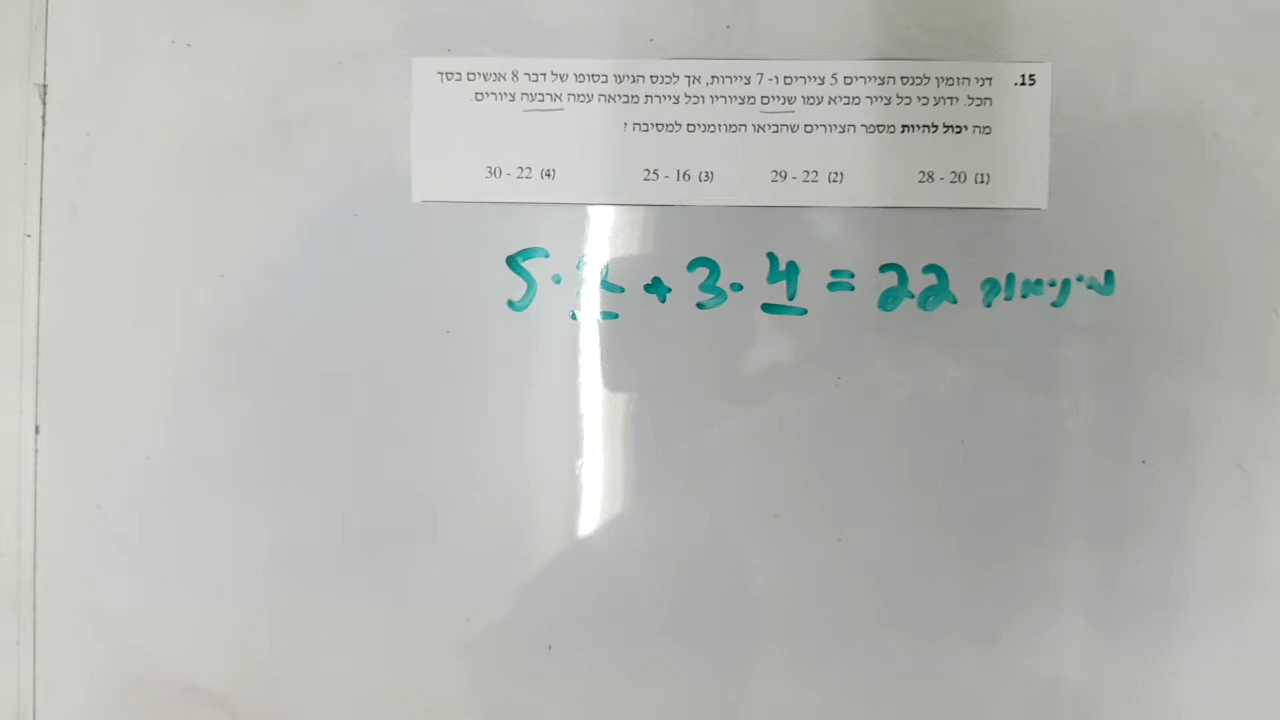 15. דני הזמין לכנס הציירים 5 ציירים ו- 7 ציירות, אך לכנס הגיעו בסופו של דבר 8 אנשים בסך
הכל. ידוע כי כל צייר מביא עמו שניים מציוריו וכל ציירת מביאה עמה ארבעה ציורים.
מה יכול להיות מספר הציורים שהביאו המוזמנים למסיבה ?
(1) 20 - 28 (2) 22 - 29 (3) 16 - 25 (4) 22 - 30
5 · 2 + 3 · 4 = 22 מינימום